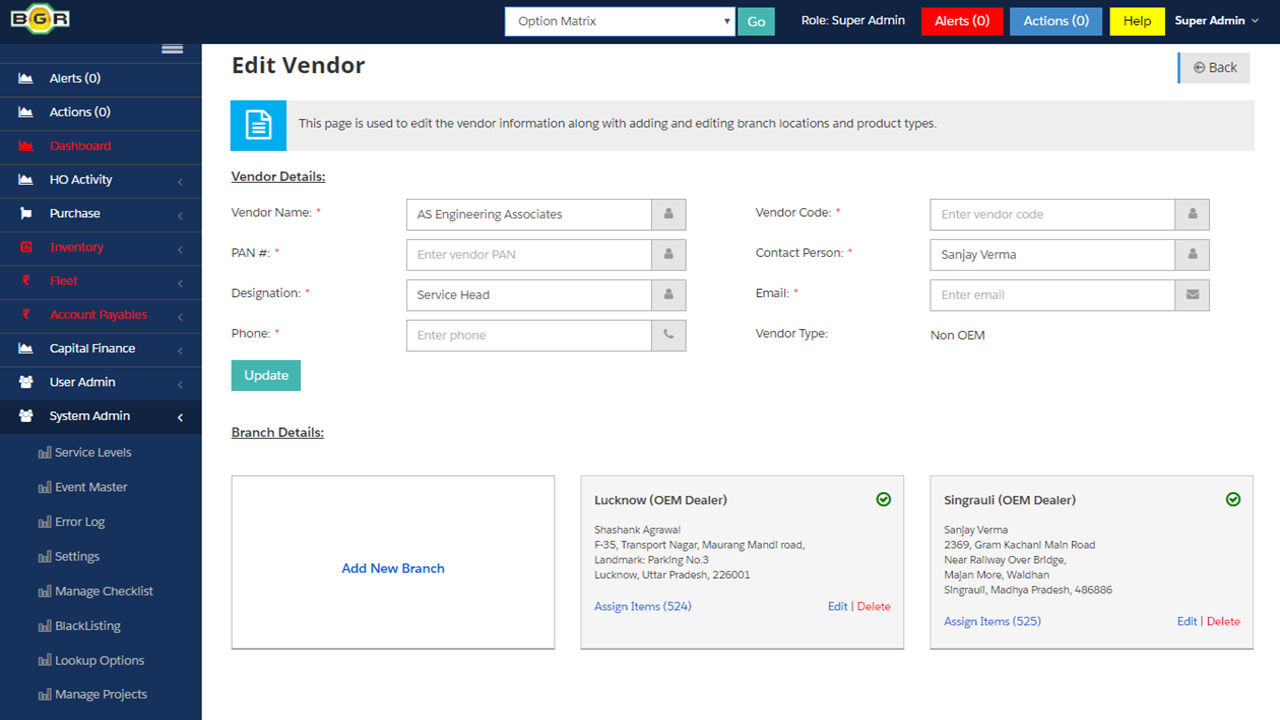 BGR
Option Matrix
Go
Role: Super Admin
Alerts (0)
Actions (0)
Help
Super Admin
Alerts (0)
Actions (0)
Dashboard
HO Activity
Purchase
Inventory
Fleet
Account Payables
Capital Finance
User Admin
System Admin
Service Levels
Event Master
Error Log
Settings
Manage Checklist
BlackListing
Lookup Options
Manage Projects
Edit Vendor
Back
This page is used to edit the vendor information along with adding and editing branch locations and product types.
Vendor Details:
Vendor Name: * AS Engineering Associates
Vendor Code: * Enter vendor code
PAN #: * Enter vendor PAN
Contact Person: * Sanjay Verma
Designation: * Service Head
Email: * Enter email
Phone: * Enter phone
Vendor Type: Non OEM
Update
Branch Details:
Add New Branch
Lucknow (OEM Dealer)
Shashank Agrawal
F-35, Transport Nagar, Maurang Mandi road,
Landmark: Parking No.3
Lucknow, Uttar Pradesh, 226001
Assign Items (524) Edit | Delete
Singrauli (OEM Dealer)
Sanjay Verma
2369, Gram Kachani Main Road
Near Railway Over Bridge,
Majan More, Waidhan
Singrauli, Madhya Pradesh, 486886
Assign Items (525) Edit | Delete